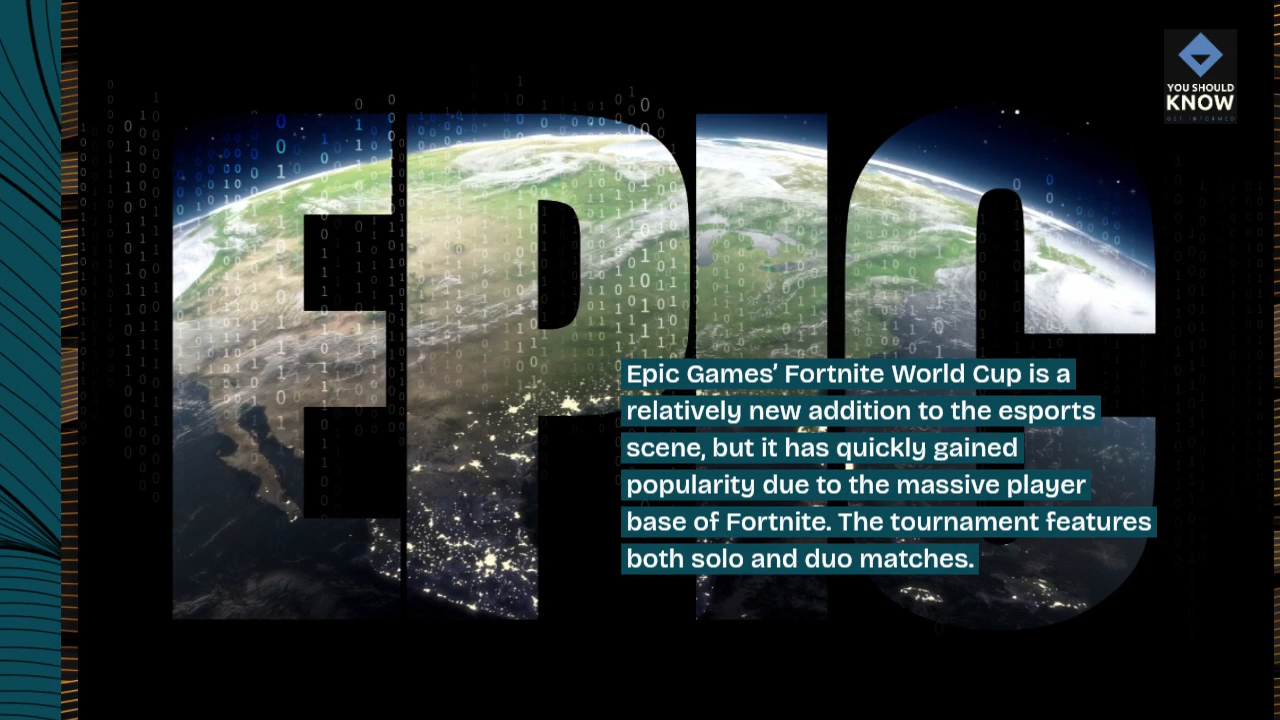 YOU SHOULD
KNOW
GET INFORMED
EPIC
Epic Games’ Fortnite World Cup is a
relatively new addition to the esports
scene, but it has quickly gained
popularity due to the massive player
base of Fortnite. The tournament features
both solo and duo matches.